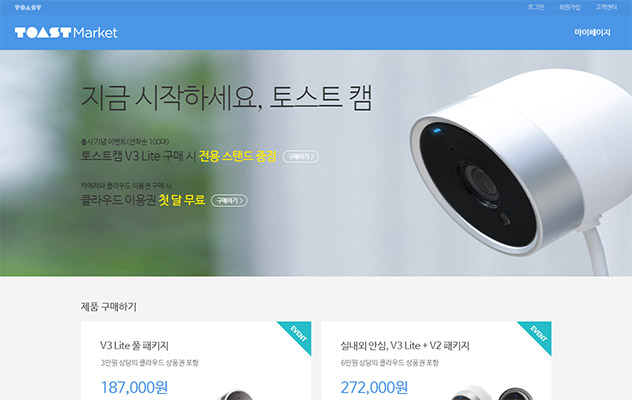 TOAST
로그인 회원가입 고객센터
TOAST Market
마이페이지
지금 시작하세요, 토스트 캠
출시 기념 이벤트(선착순 100대)
토스트캠 V3 Lite 구매 시 전용 스탠드 증정 구매하기 >
카메라와 클라우드 이용권 구매 시
클라우드 이용권 첫 달 무료 구매하기 >
제품 구매하기
EVENT
V3 Lite 풀 패키지
3만원 상당의 클라우드 상품권 포함
187,000원
EVENT
실내외 안심, V3 Lite + V2 패키지
6만원 상당의 클라우드 상품권 포함
272,000원